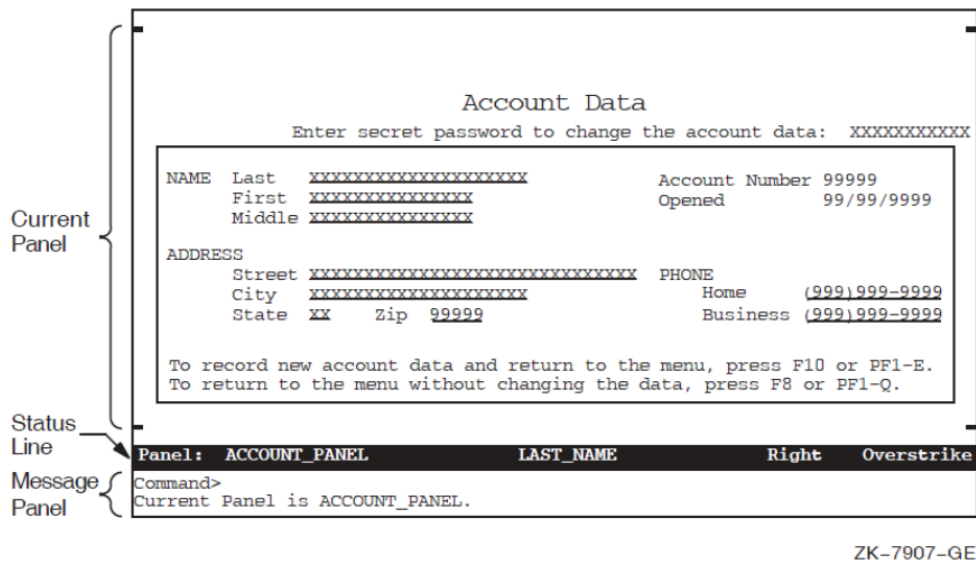 Account Data
Enter secret password to change the account data: XXXXXXXXXXX
NAME Last XXXXXXXXXXXXXXXXXXXX Account Number 99999
First XXXXXXXXXXXXXXX Opened 99/99/9999
Middle XXXXXXXXXXXXXXX
Current
Panel
ADDRESS
Street XXXXXXXXXXXXXXXXXXXXXXXXXXXXXX PHONE
City XXXXXXXXXXXXXXXXXXXX Home (999)999-9999
State XX Zip 99999 Business (999)999-9999
To record new account data and return to the menu, press F10 or PF1-E.
To return to the menu without changing the data, press F8 or PF1-Q.
Status
Line
Panel: ACCOUNT_PANEL LAST_NAME Right Overstrike
Message
Panel
Command>
Current Panel is ACCOUNT_PANEL.
ZK-7907-GE